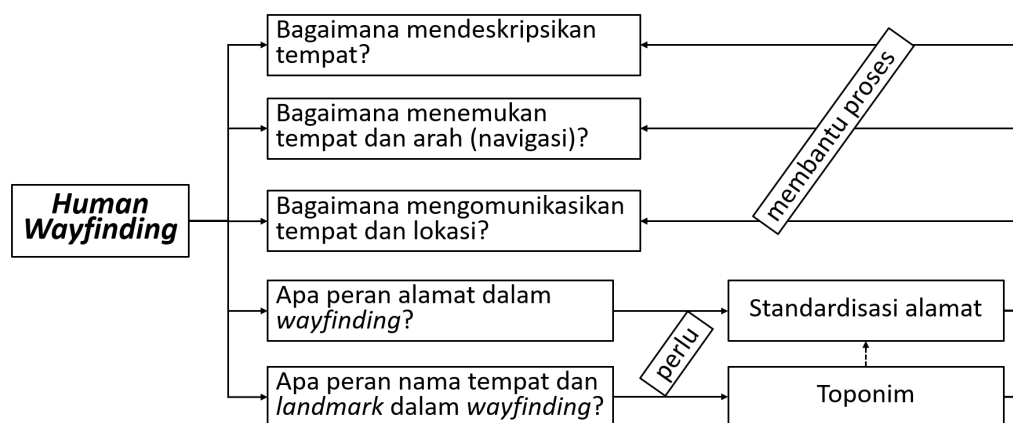 Bagaimana mendeskripsikan
tempat?
Bagaimana menemukan
tempat dan arah (navigasi)?
membantu proses
Human
Wayfinding
Bagaimana mengomunikasikan
tempat dan lokasi?
Apa peran alamat dalam
wayfinding?
perlu
Standardisasi alamat
Apa peran nama tempat dan
landmark dalam wayfinding?
Toponim